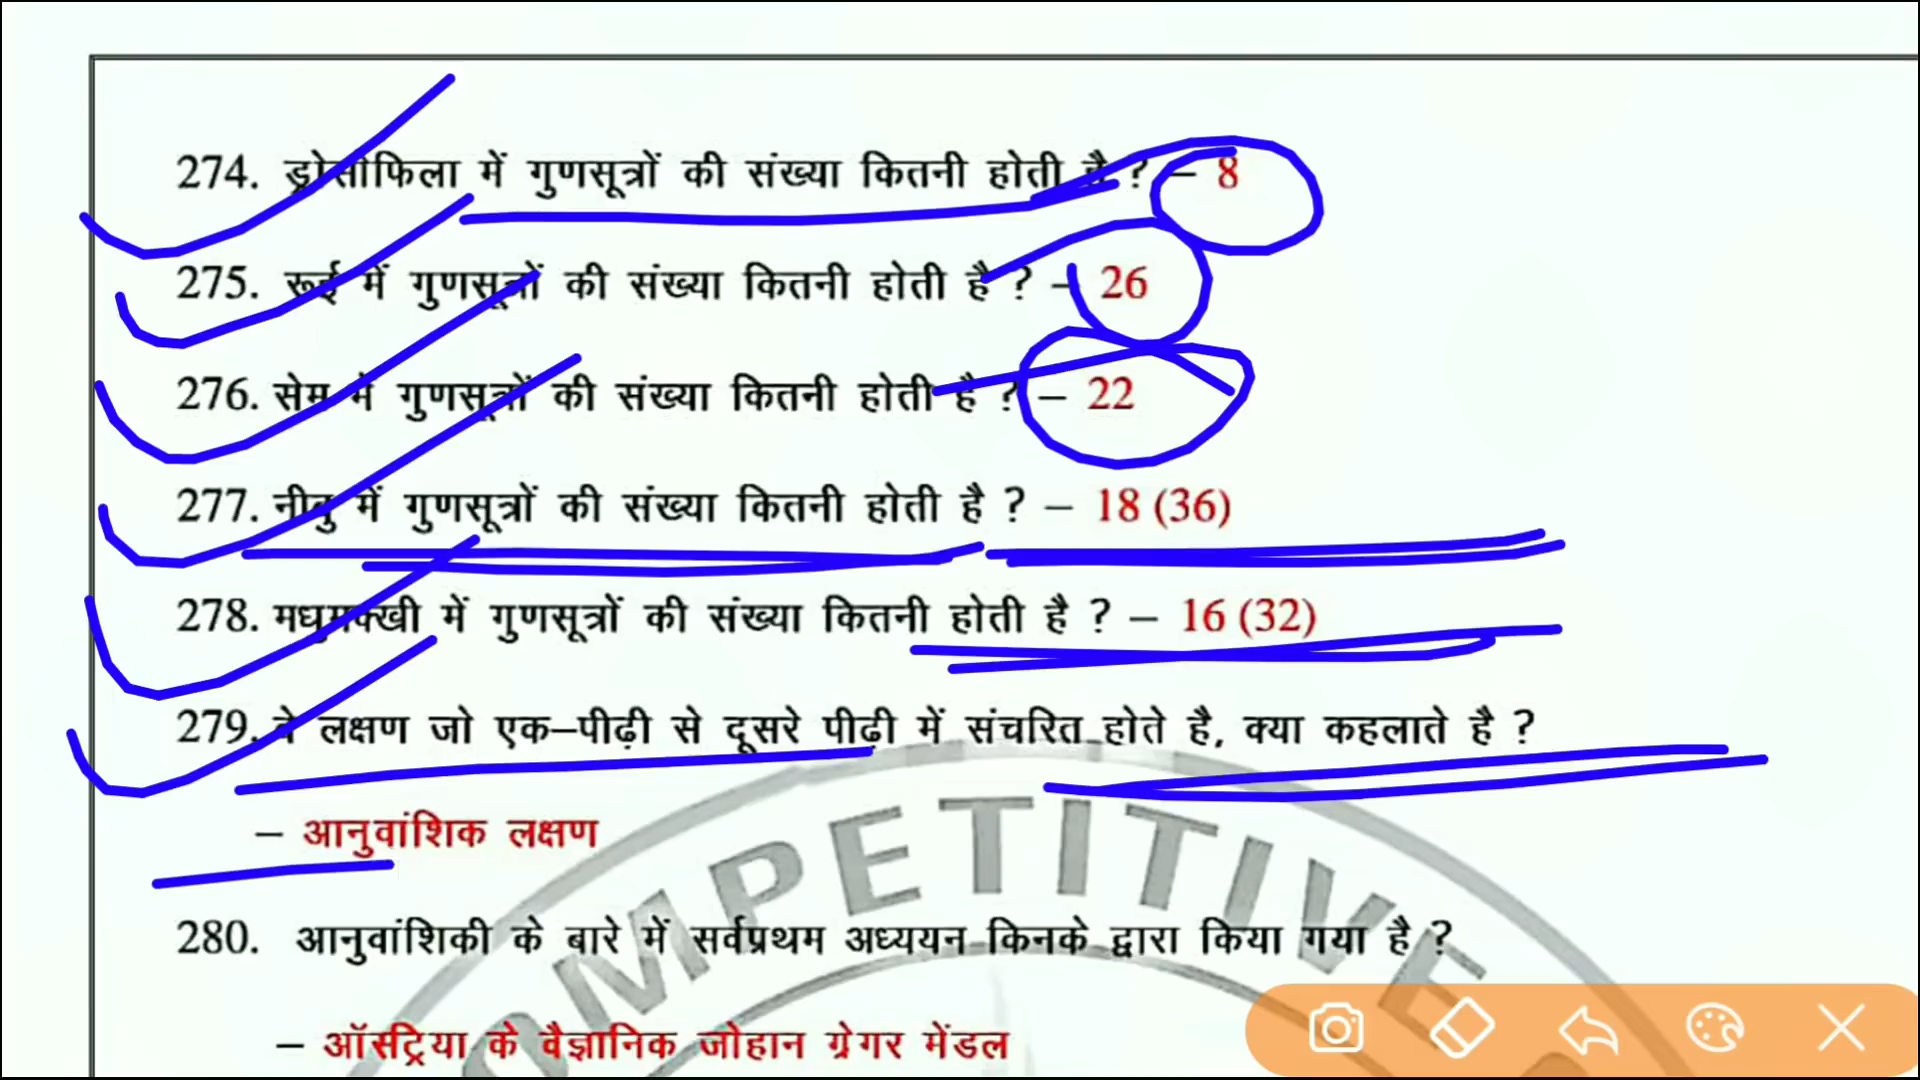 274. ड्रोसोफिला में गुणसूत्रों की संख्या कितनी होती है ? – 8
275. रूई में गुणसूत्रों की संख्या कितनी होती है ? – 26
276. सेम में गुणसूत्रों की संख्या कितनी होती है ? – 22
277. नीबु में गुणसूत्रों की संख्या कितनी होती है ? – 18 (36)
278. मधुमक्खी में गुणसूत्रों की संख्या कितनी होती है ? – 16 (32)
279. वे लक्षण जो एक–पीढ़ी से दूसरे पीढ़ी में संचरित होते है, क्या कहलाते है ?
– आनुवांशिक लक्षण
COMPETITIVE
280. आनुवांशिकी के बारे में सर्वप्रथम अध्ययन किनके द्वारा किया गया है ?
– ऑस्ट्रिया के वैज्ञानिक जोहान ग्रेगर मेंडल